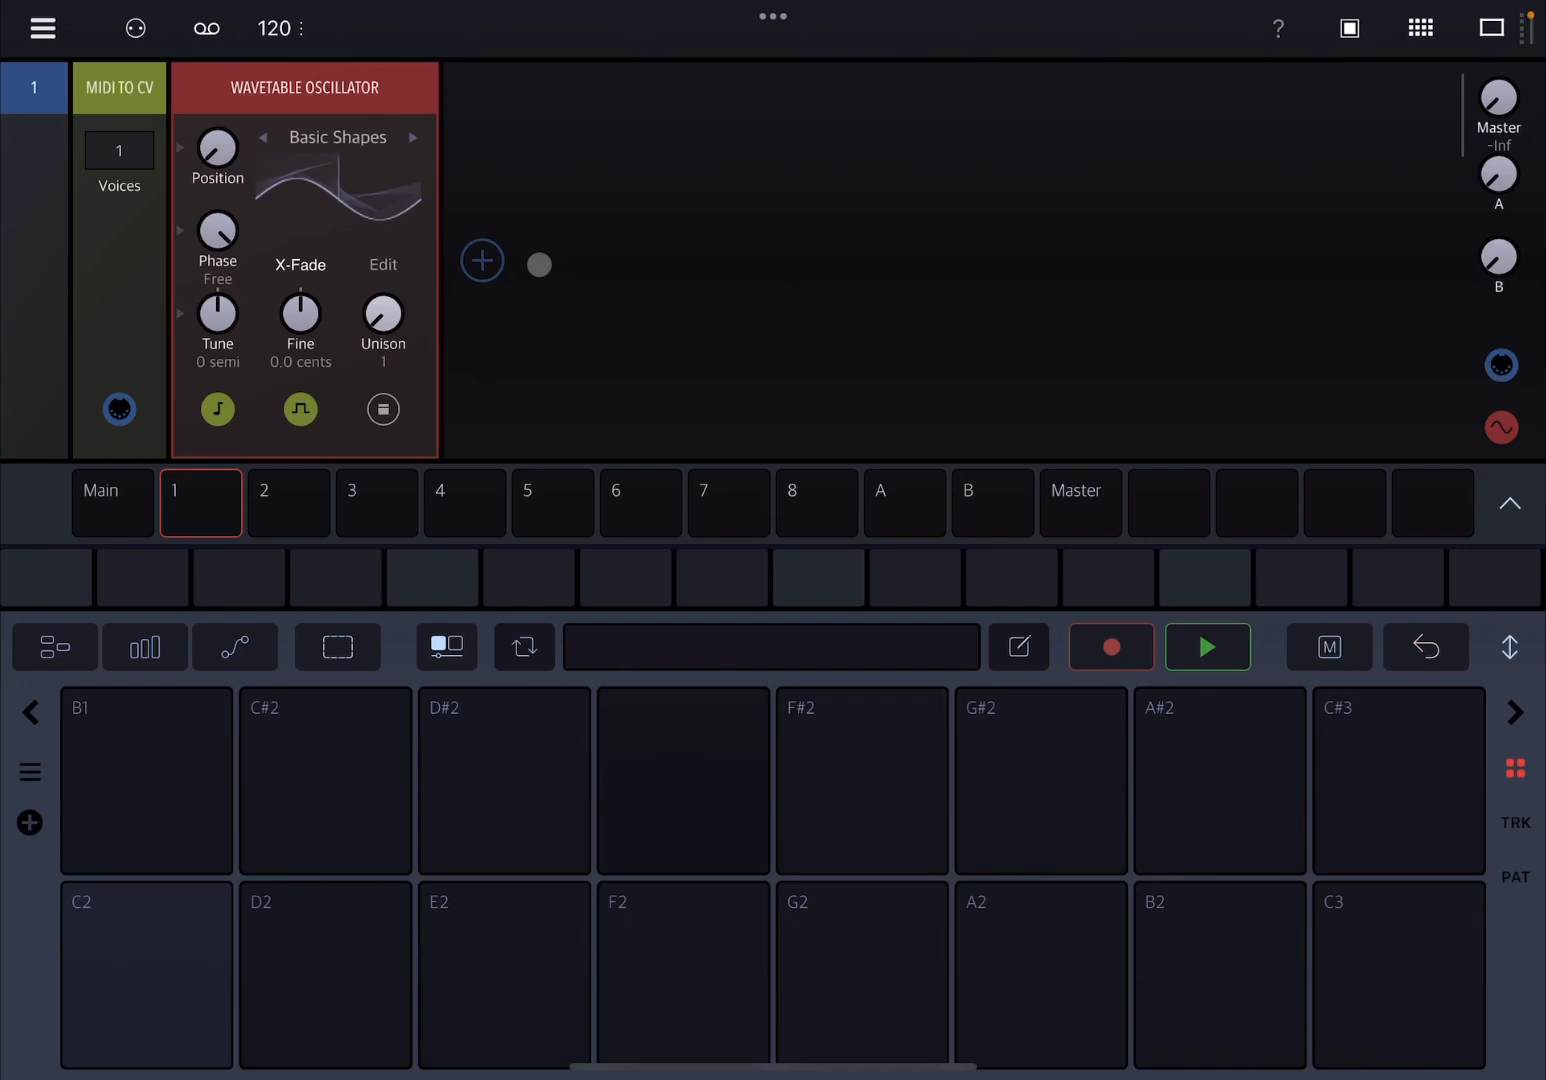 120
?
1
MIDI TO CV
WAVETABLE OSCILLATOR
1
Voices
Position
Basic Shapes
Phase
Free
X-Fade
Edit
Tune
0 semi
Fine
0.0 cents
Unison
1
Master
-Inf
A
B
Main
1
2
3
4
5
6
7
8
A
B
Master
M
B1
C#2
D#2
F#2
G#2
A#2
C#3
TRK
PAT
C2
D2
E2
F2
G2
A2
B2
C3